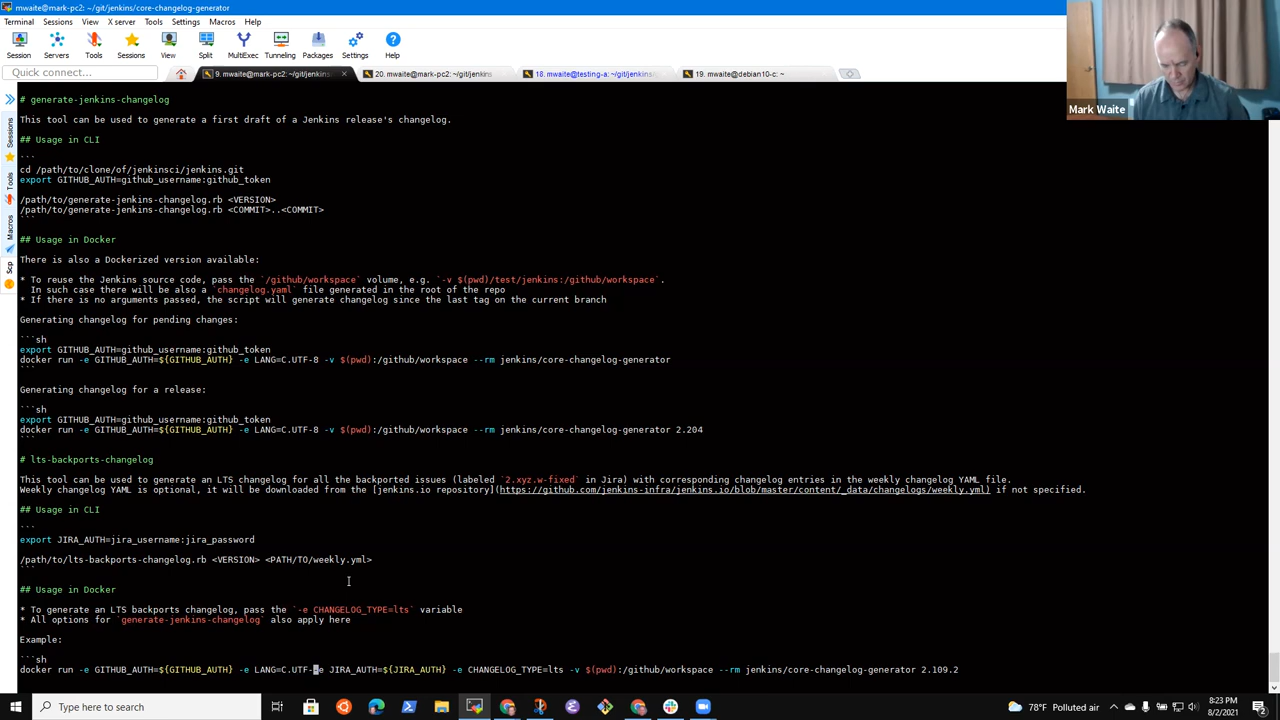 mwaite@mark-pc2: ~/git/jenkins/core-changelog-generator
Terminal Sessions View X server Tools Settings Macros Help
Session Servers Tools Sessions View Split MultiExec Tunneling Packages Settings Help
Quick connect...
9. mwaite@mark-pc2: ~/git/jenkins
20. mwaite@mark-pc2: ~/git/jenkins
18. mwaite@testing-a: ~/git/jenkins
19. mwaite@debian10-c: ~
Mark Waite
Sessions
Tools
Macros
Scp
# generate-jenkins-changelog
This tool can be used to generate a first draft of a Jenkins release's changelog.
## Usage in CLI
```
cd /path/to/clone/of/jenkinsci/jenkins.git
export GITHUB_AUTH=github_username:github_token
/path/to/generate-jenkins-changelog.rb <VERSION>
/path/to/generate-jenkins-changelog.rb <COMMIT>..<COMMIT>
```
## Usage in Docker
There is also a Dockerized version available:
* To reuse the Jenkins source code, pass the `/github/workspace` volume, e.g. `-v $(pwd)/test/jenkins:/github/workspace`.
In such case there will be also a `changelog.yaml` file generated in the root of the repo
* If there is no arguments passed, the script will generate changelog since the last tag on the current branch
Generating changelog for pending changes:
```sh
export GITHUB_AUTH=github_username:github_token
docker run -e GITHUB_AUTH=${GITHUB_AUTH} -e LANG=C.UTF-8 -v $(pwd):/github/workspace --rm jenkins/core-changelog-generator
```
Generating changelog for a release:
```sh
export GITHUB_AUTH=github_username:github_token
docker run -e GITHUB_AUTH=${GITHUB_AUTH} -e LANG=C.UTF-8 -v $(pwd):/github/workspace --rm jenkins/core-changelog-generator 2.204
```
# lts-backports-changelog
This tool can be used to generate an LTS changelog for all the backported issues (labeled `2.xyz.w-fixed` in Jira) with corresponding changelog entries in the weekly changelog YAML file.
Weekly changelog YAML is optional, it will be downloaded from the [jenkins.io repository](https://github.com/jenkins-infra/jenkins.io/blob/master/content/_data/changelogs/weekly.yml) if not specified.
## Usage in CLI
```
export JIRA_AUTH=jira_username:jira_password
/path/to/lts-backports-changelog.rb <VERSION> <PATH/TO/weekly.yml>
```
## Usage in Docker
* To generate an LTS backports changelog, pass the `-e CHANGELOG_TYPE=lts` variable
* All options for `generate-jenkins-changelog` also apply here
Example:
```sh
docker run -e GITHUB_AUTH=${GITHUB_AUTH} -e LANG=C.UTF-e JIRA_AUTH=${JIRA_AUTH} -e CHANGELOG_TYPE=lts -v $(pwd):/github/workspace --rm jenkins/core-changelog-generator 2.109.2
Type here to search
78°F Polluted air
8:23 PM
8/2/2021